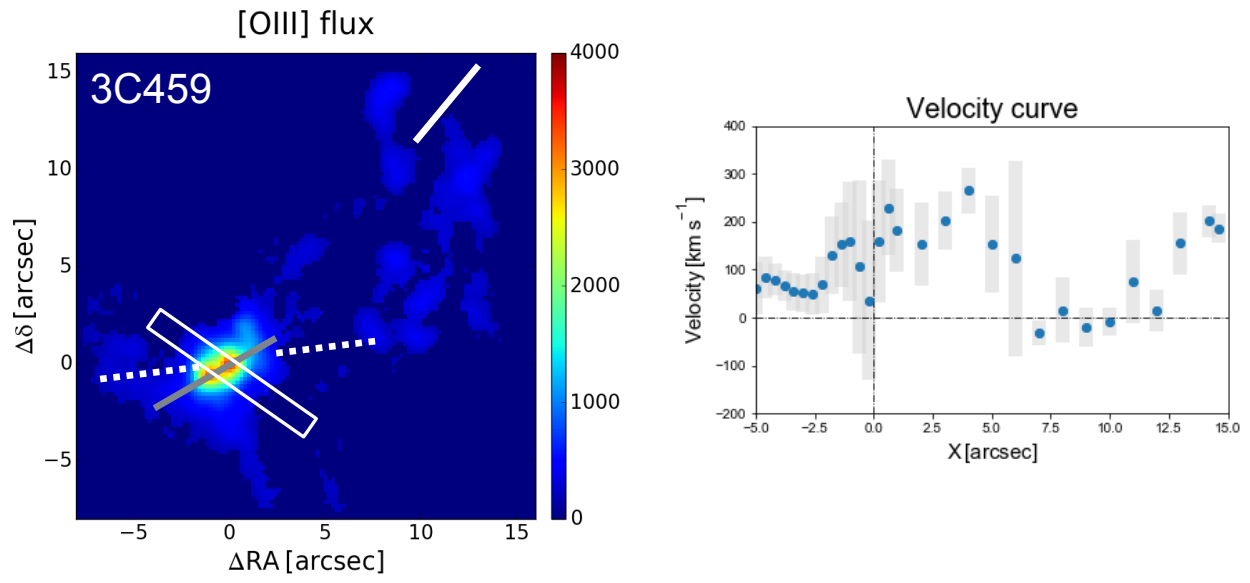 [OIII] flux
3C459
15
10
5
0
−5
Δδ [arcsec]
−5 0 5 10 15
ΔRA [arcsec]
4000
3000
2000
1000
0
Velocity curve
400
300
200
100
0
−100
−200
Velocity [km s⁻¹]
−5.0 −2.5 0.0 2.5 5.0 7.5 10.0 12.5 15.0
X [arcsec]